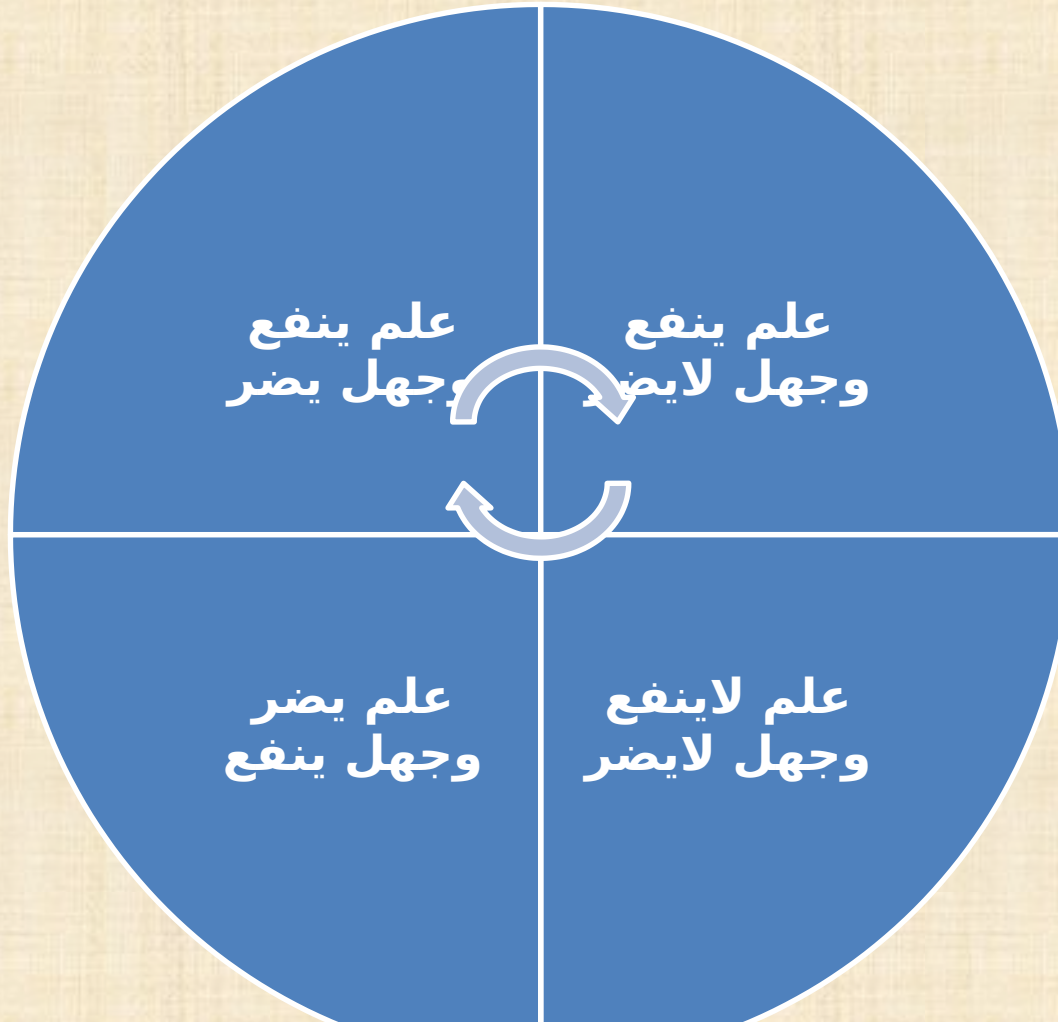 علم ينفع
وجهل لايضر
علم ينفع
وجهل يضر
علم لاينفع
وجهل لايضر
علم يضر
وجهل ينفع